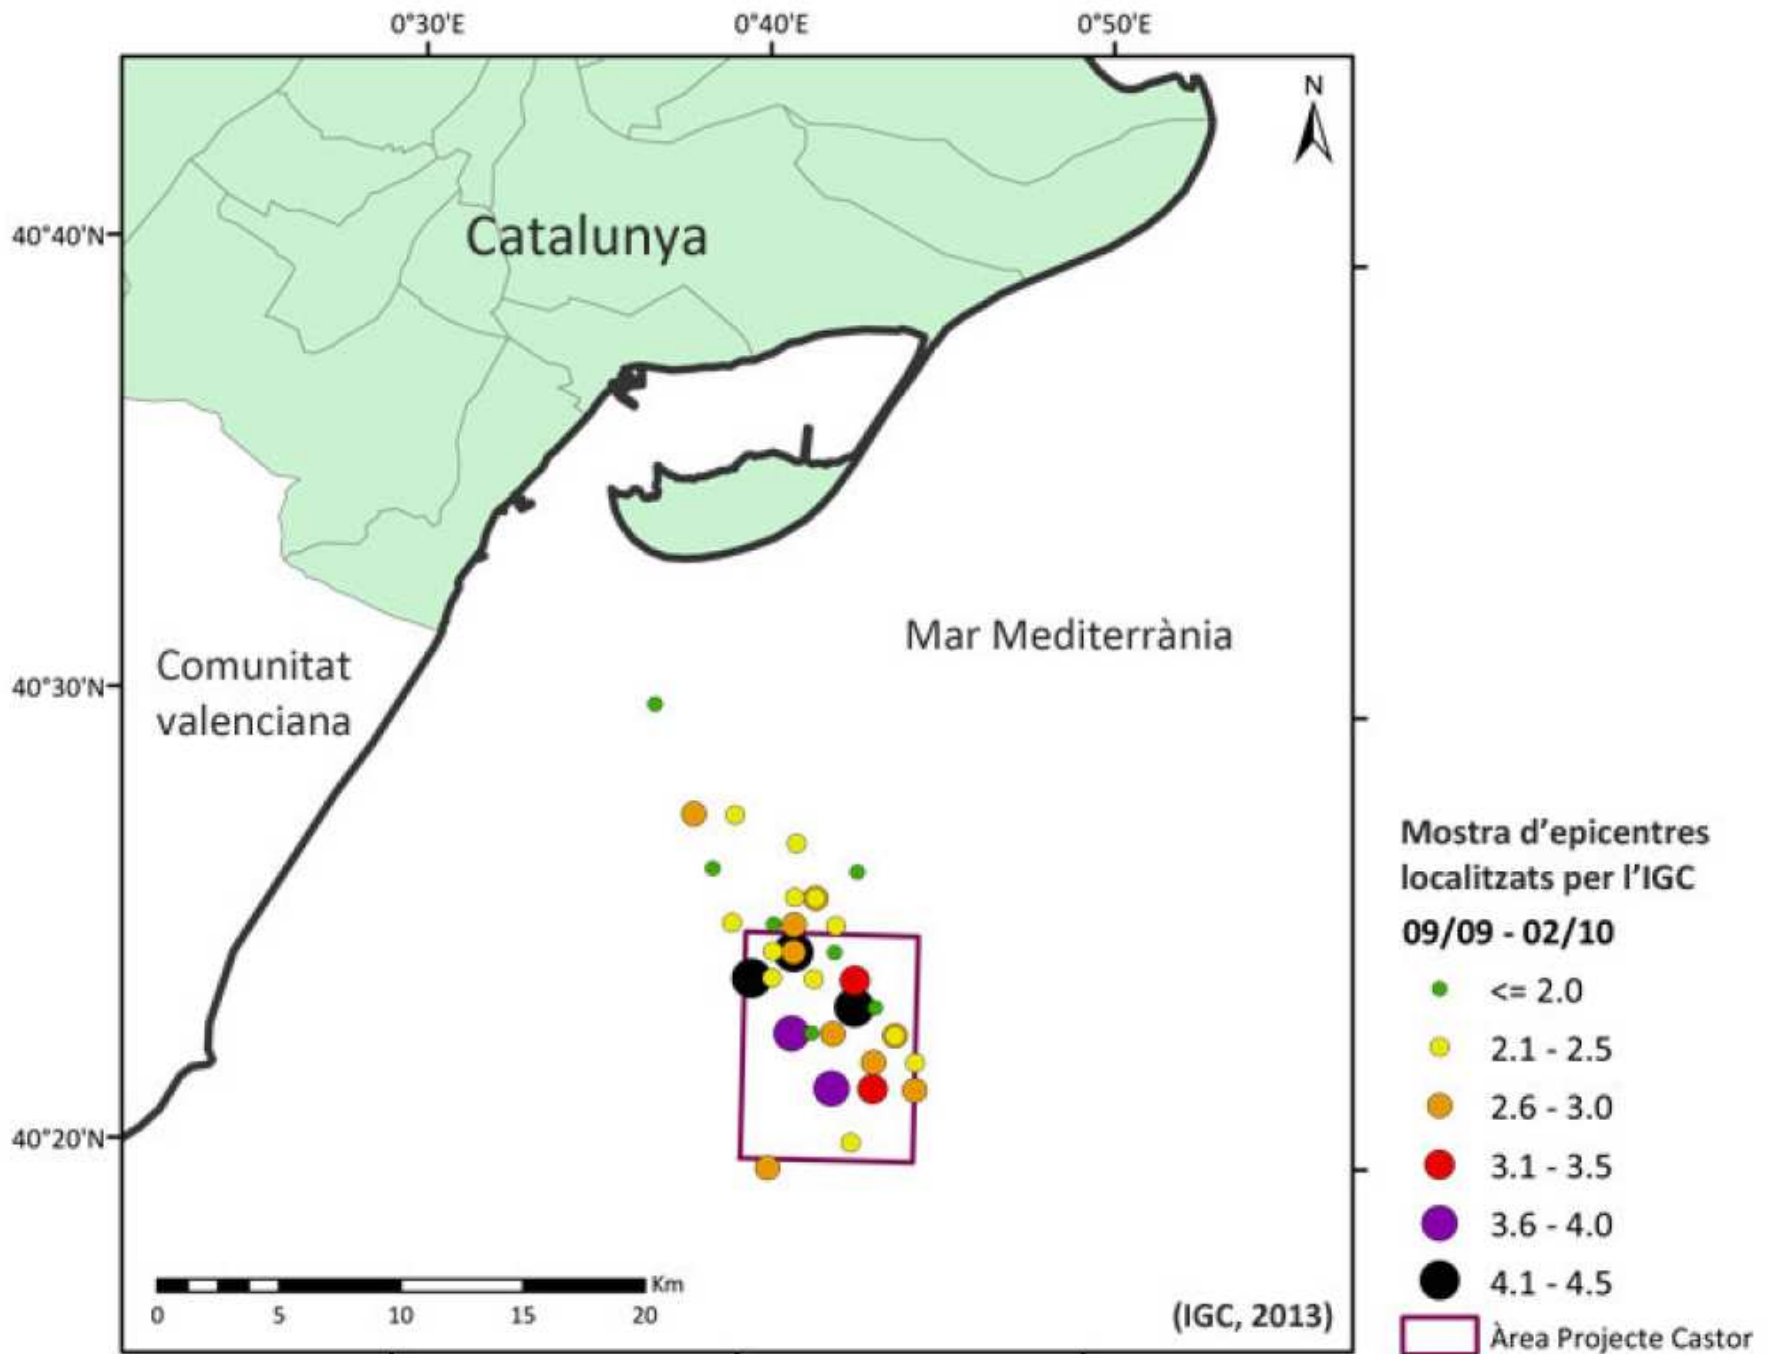 0°30'E 0°40'E 0°50'E
N
40°40'N
Catalunya
Mar Mediterrània
Comunitat
valenciana
40°30'N
40°20'N
Mostra d'epicentres
localitzats per l'IGC
09/09 - 02/10
<= 2.0
2.1 - 2.5
2.6 - 3.0
3.1 - 3.5
3.6 - 4.0
4.1 - 4.5
Àrea Projecte Castor
Km
0 5 10 15 20
(IGC, 2013)